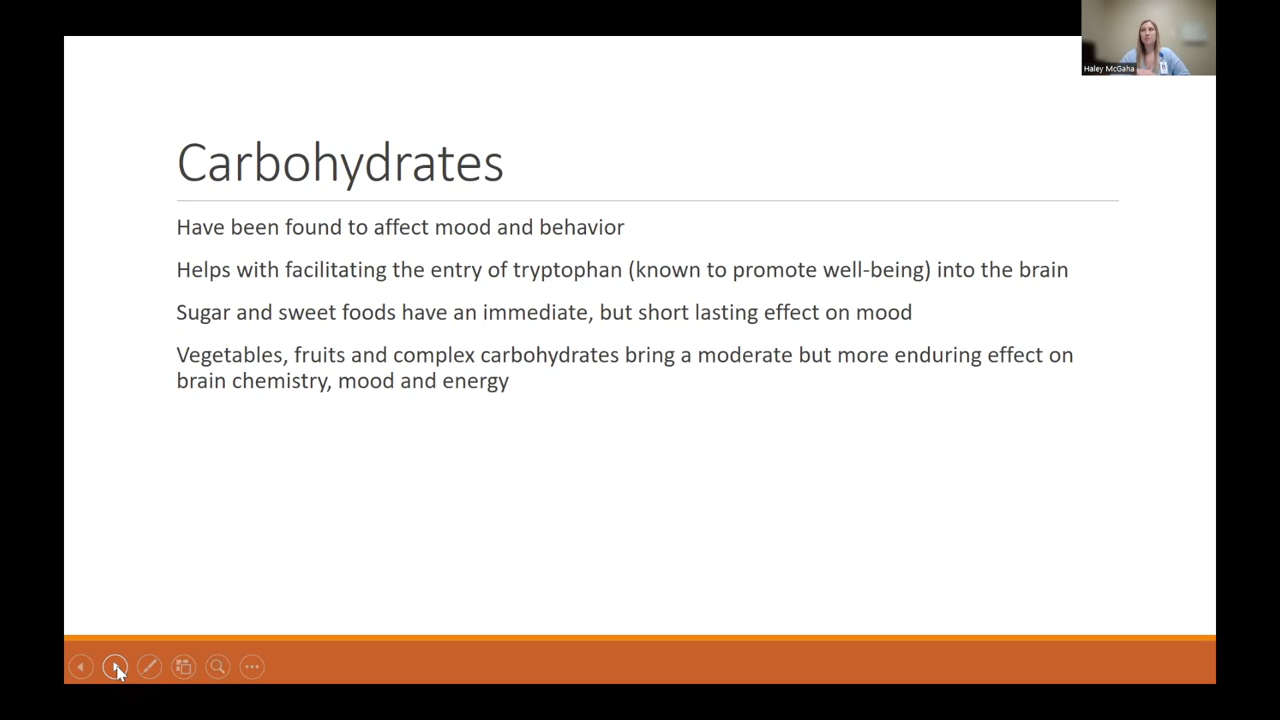 Haley McGaha
Carbohydrates
Have been found to affect mood and behavior
Helps with facilitating the entry of tryptophan (known to promote well-being) into the brain
Sugar and sweet foods have an immediate, but short lasting effect on mood
Vegetables, fruits and complex carbohydrates bring a moderate but more enduring effect on
brain chemistry, mood and energy